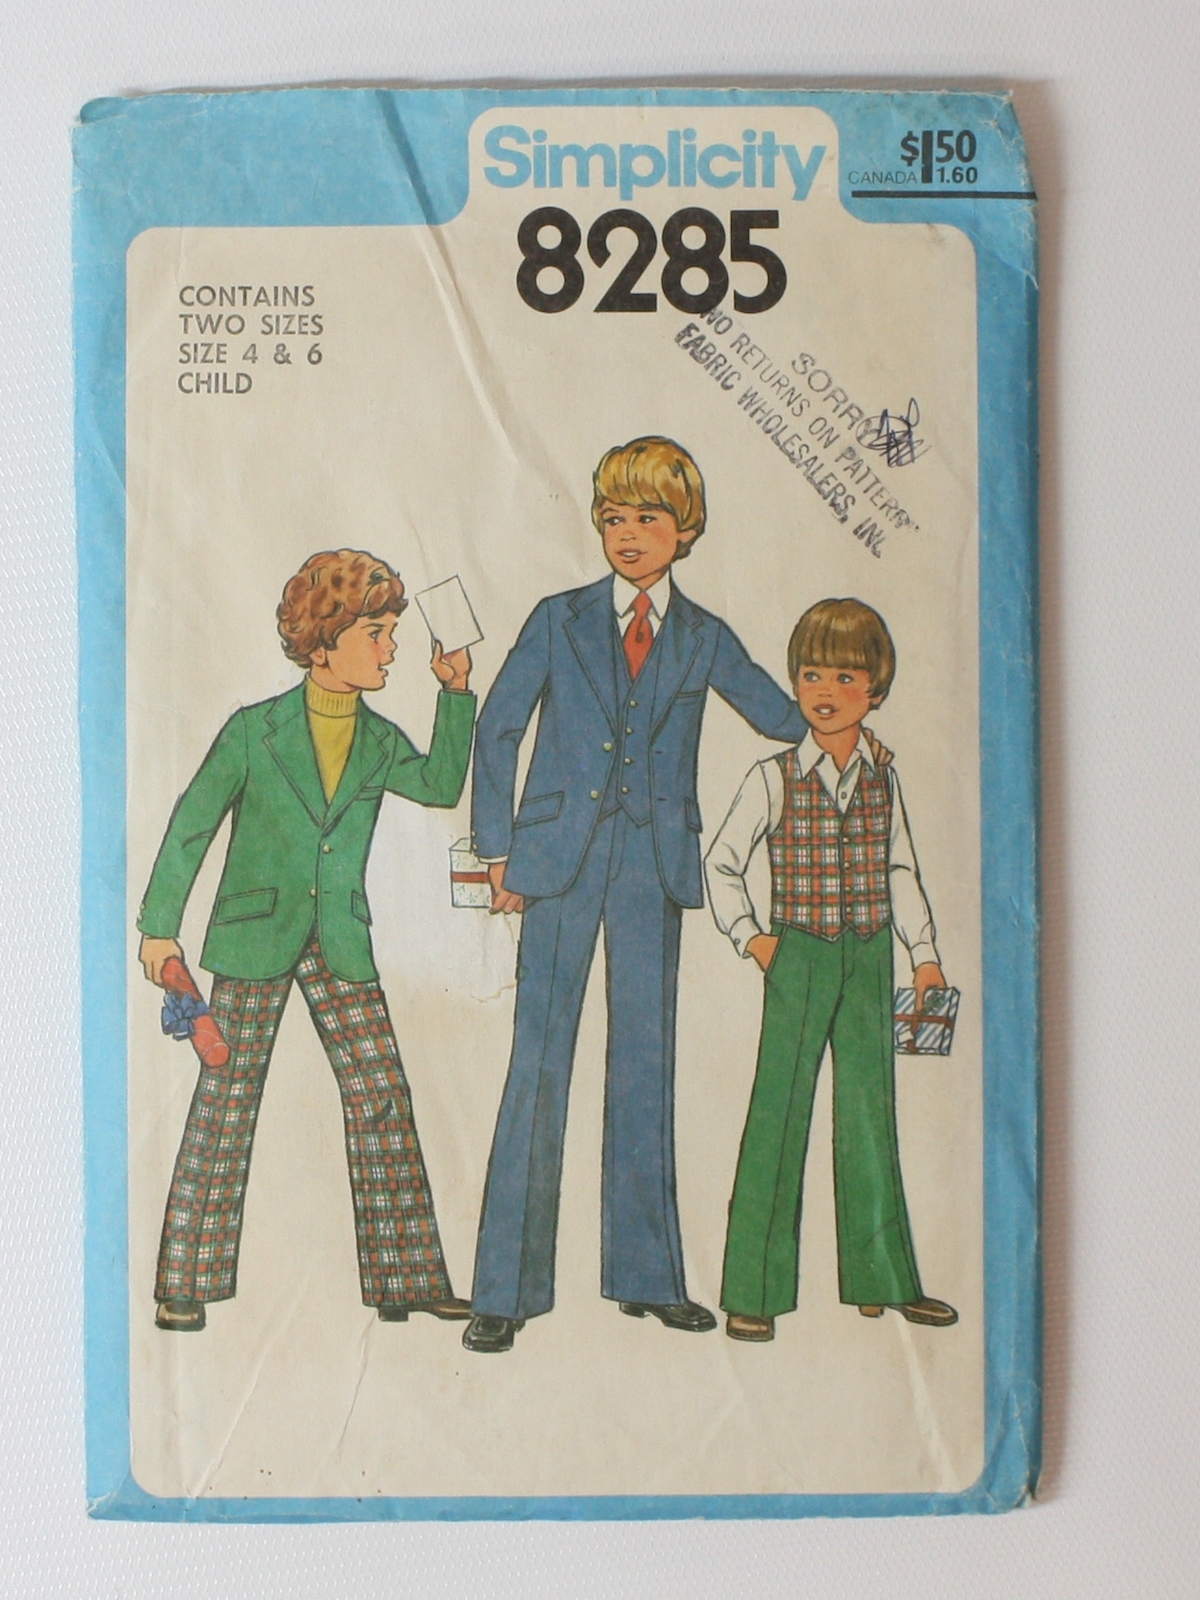 Simplicity
$1.50
CANADA 1.60
8285
CONTAINS
TWO SIZES
SIZE 4 & 6
CHILD
SORRY
NO RETURNS ON PATTERN
FABRIC WHOLESALERS, INC